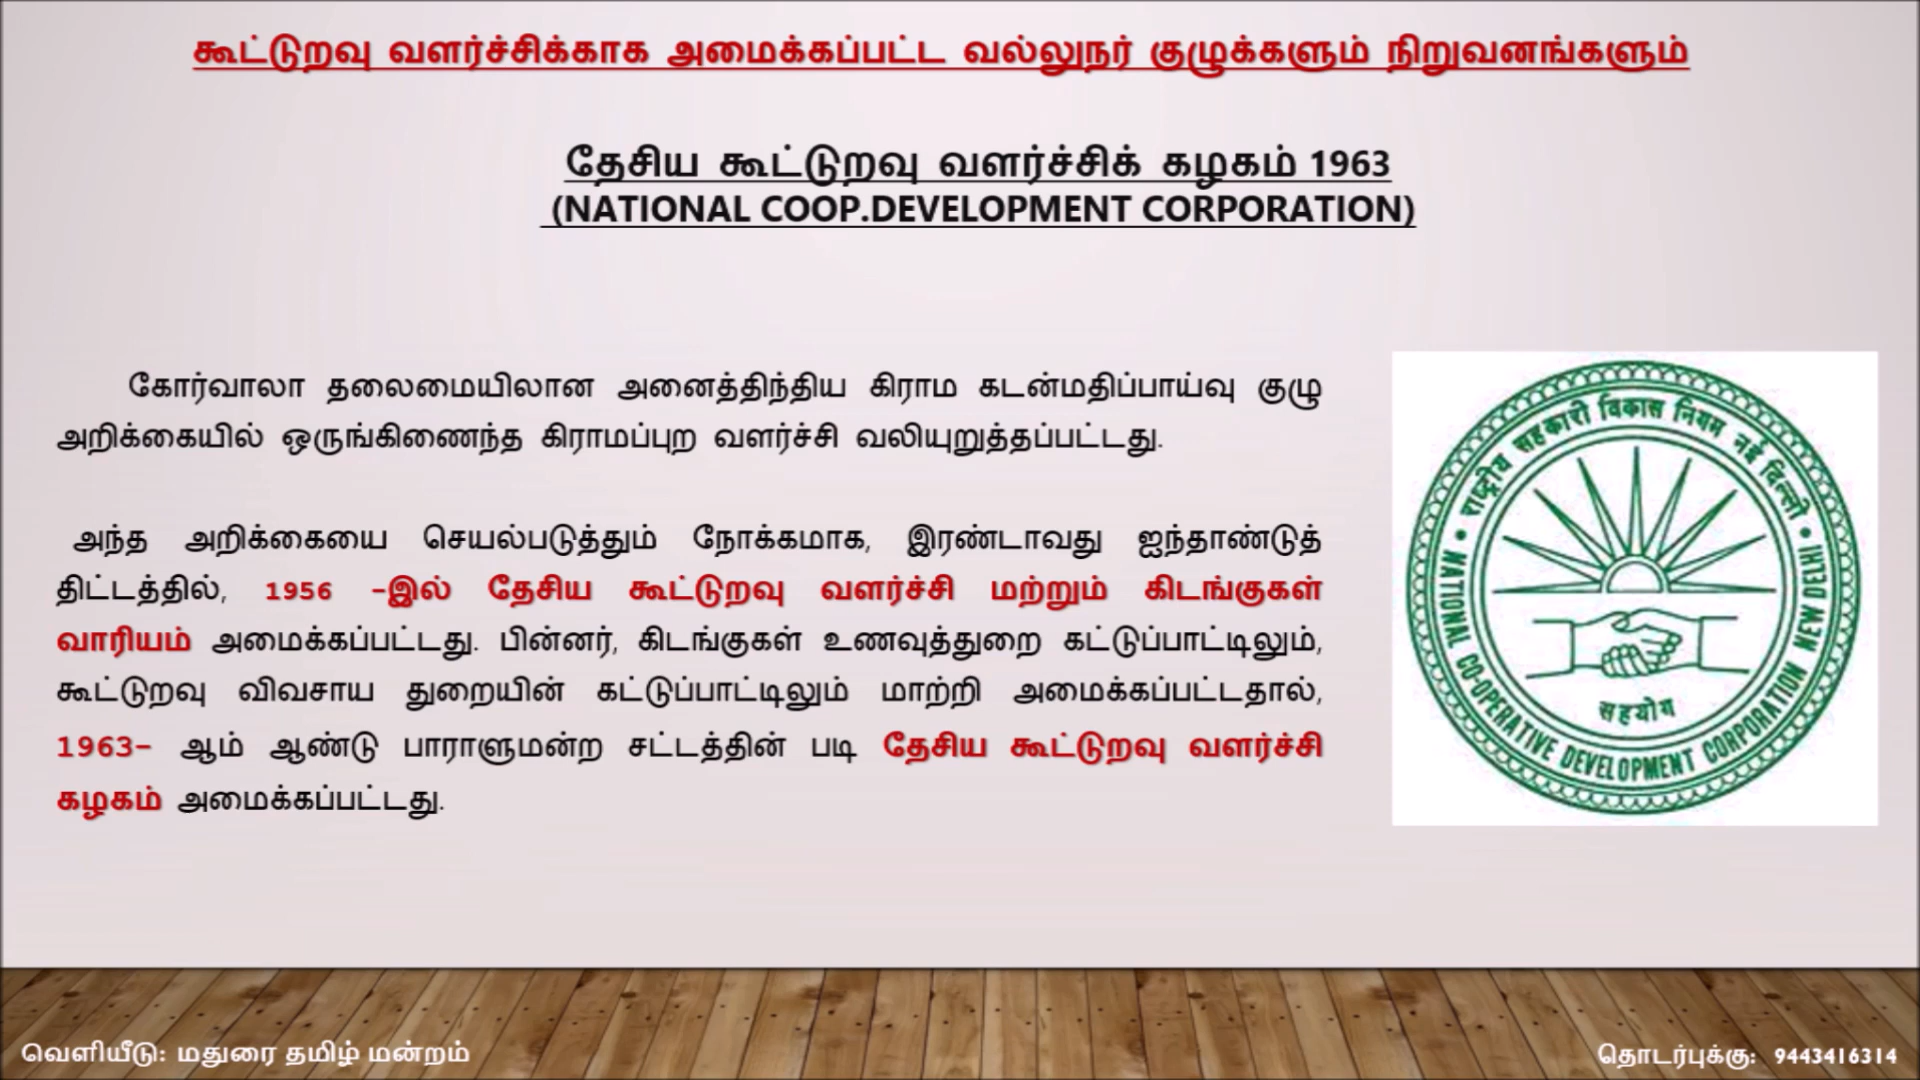 கூட்டுறவு வளர்ச்சிக்காக அமைக்கப்பட்ட வல்லுநர் குழுக்களும் நிறுவனங்களும்
தேசிய கூட்டுறவு வளர்ச்சிக் கழகம் 1963
(NATIONAL COOP.DEVELOPMENT CORPORATION)
கோர்வாலா தலைமையிலான அனைத்திந்திய கிராம கடன்மதிப்பாய்வு குழு
அறிக்கையில் ஒருங்கிணைந்த கிராமப்புற வளர்ச்சி வலியுறுத்தப்பட்டது.
அந்த அறிக்கையை செயல்படுத்தும் நோக்கமாக, இரண்டாவது ஐந்தாண்டுத்
திட்டத்தில், 1956 -இல் தேசிய கூட்டுறவு வளர்ச்சி மற்றும் கிடங்குகள்
வாரியம் அமைக்கப்பட்டது. பின்னர், கிடங்குகள் உணவுத்துறை கட்டுப்பாட்டிலும்,
கூட்டுறவு விவசாய துறையின் கட்டுப்பாட்டிலும் மாற்றி அமைக்கப்பட்டதால்,
1963- ஆம் ஆண்டு பாராளுமன்ற சட்டத்தின் படி தேசிய கூட்டுறவு வளர்ச்சி
கழகம் அமைக்கப்பட்டது.
राष्ट्रीय सहकारी विकास निगम नई दिल्ली
सहयोग
NATIONAL CO-OPERATIVE DEVELOPMENT CORPORATION NEW DELHI
வெளியீடு: மதுரை தமிழ் மன்றம்
தொடர்புக்கு: 9443416314